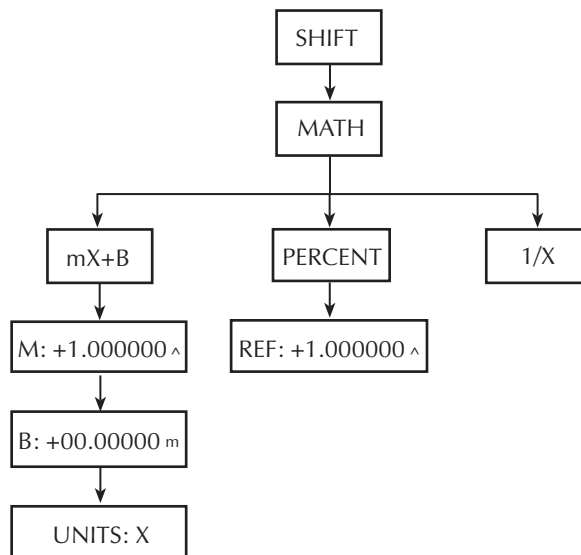 SHIFT
MATH
mX+B
PERCENT
1/X
M: +1.000000 ^
REF: +1.000000 ^
B: +00.00000 m
UNITS: X